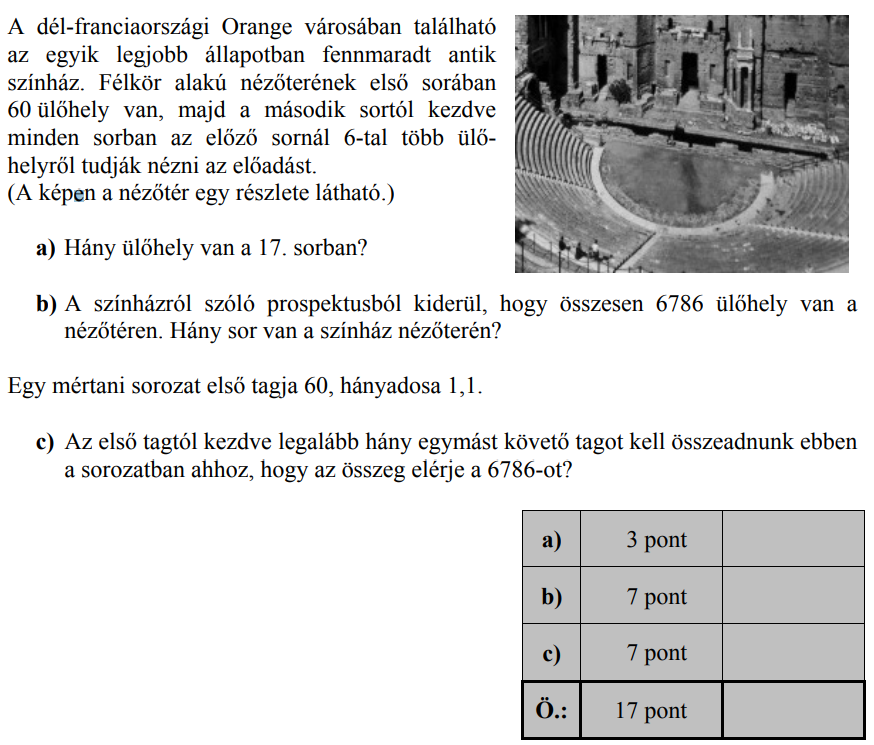 A dél-franciaországi Orange városában található
az egyik legjobb állapotban fennmaradt antik
színház. Félkör alakú nézőterének első sorában
60 ülőhely van, majd a második sortól kezdve
minden sorban az előző sornál 6-tal több ülő-
helyről tudják nézni az előadást.
(A képen a nézőtér egy részlete látható.)
a) Hány ülőhely van a 17. sorban?
b) A színházról szóló prospektusból kiderül, hogy összesen 6786 ülőhely van a
nézőtéren. Hány sor van a színház nézőterén?
Egy mértani sorozat első tagja 60, hányadosa 1,1.
c) Az első tagtól kezdve legalább hány egymást követő tagot kell összeadnunk ebben
a sorozatban ahhoz, hogy az összeg elérje a 6786-ot?
a) 3 pont
b) 7 pont
c) 7 pont
Ö.: 17 pont